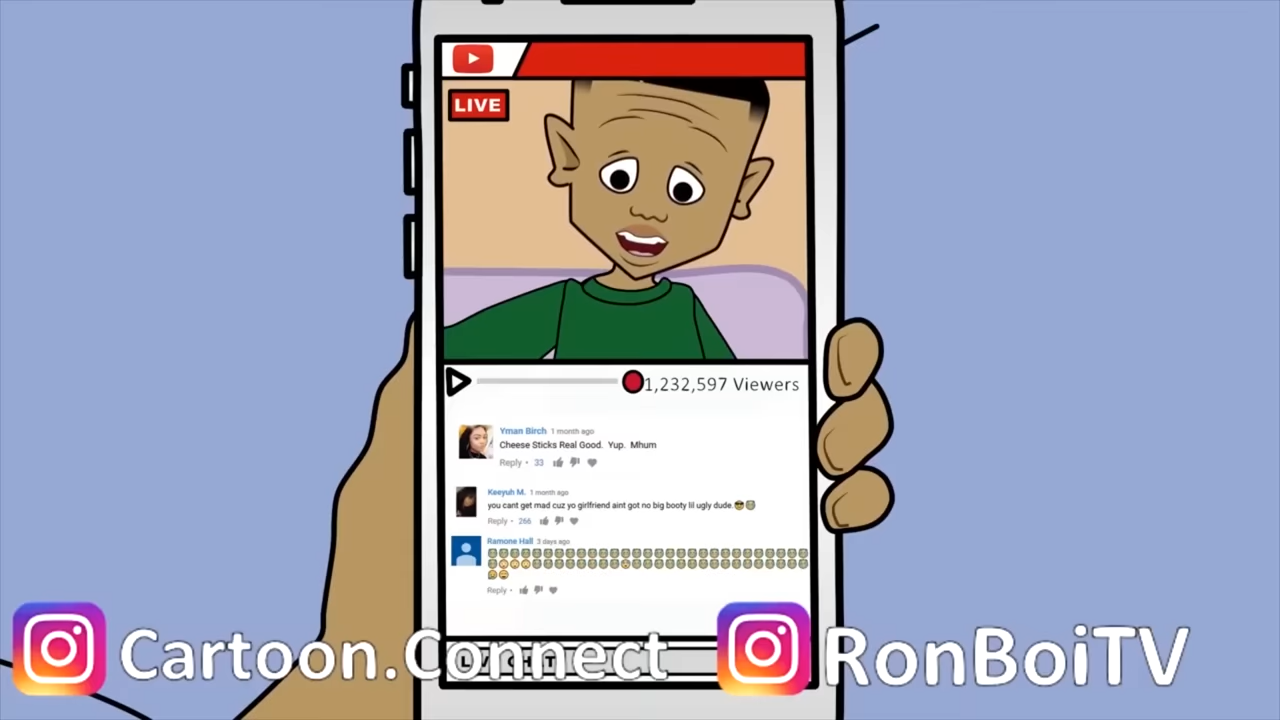 LIVE
1,232,597 Viewers
Yman Birch 1 month ago
Cheese Sticks Real Good. Yup. Mhum
Reply • 33
Keeyuh M. 1 month ago
you cant get mad cuz yo girlfriend aint got no big booty lil ugly dude.😎
Reply • 266
Ramone Hall 3 days ago
Reply •
Cartoon.Connect
RonBoiTV